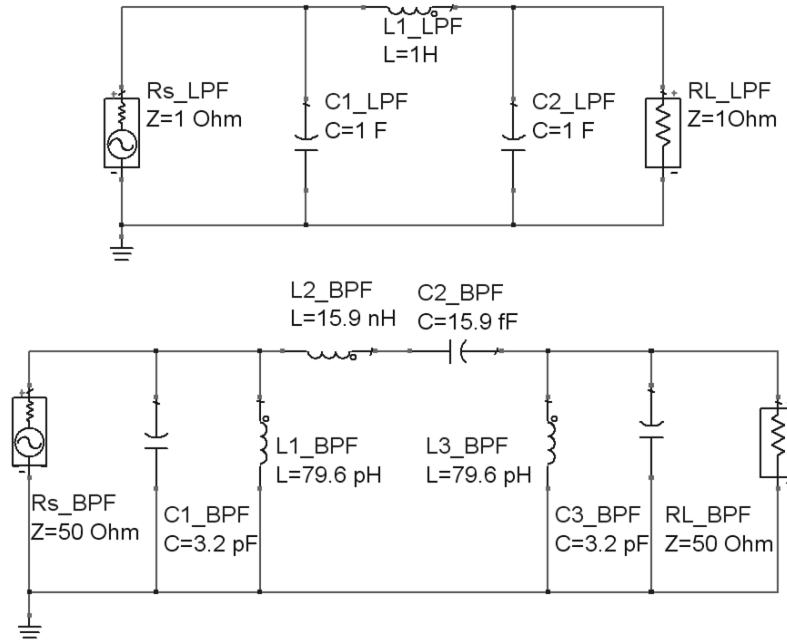 L1_LPF
L=1H
Rs_LPF
Z=1 Ohm
C1_LPF
C=1 F
C2_LPF
C=1 F
RL_LPF
Z=1Ohm
L2_BPF
L=15.9 nH
C2_BPF
C=15.9 fF
L1_BPF
L=79.6 pH
L3_BPF
L=79.6 pH
Rs_BPF
Z=50 Ohm
C1_BPF
C=3.2 pF
C3_BPF
C=3.2 pF
RL_BPF
Z=50 Ohm